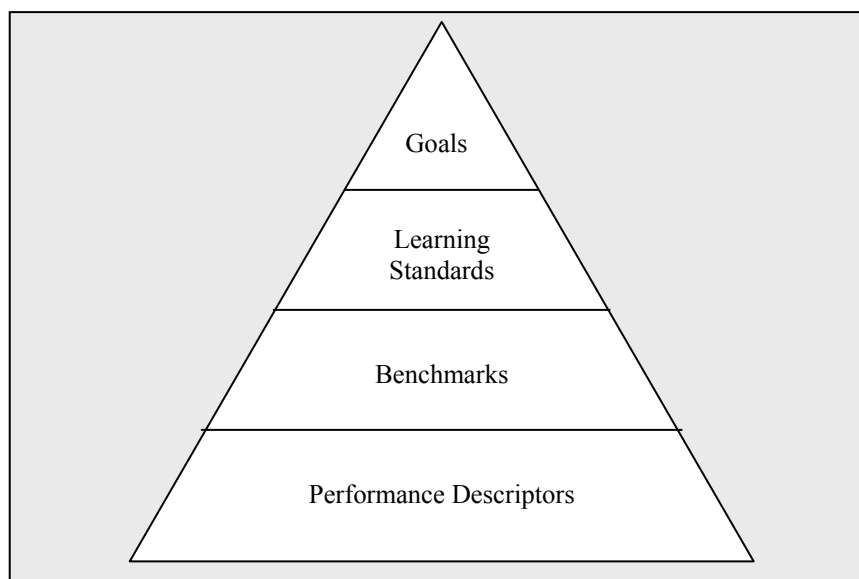 Goals
Learning
Standards
Benchmarks
Performance Descriptors